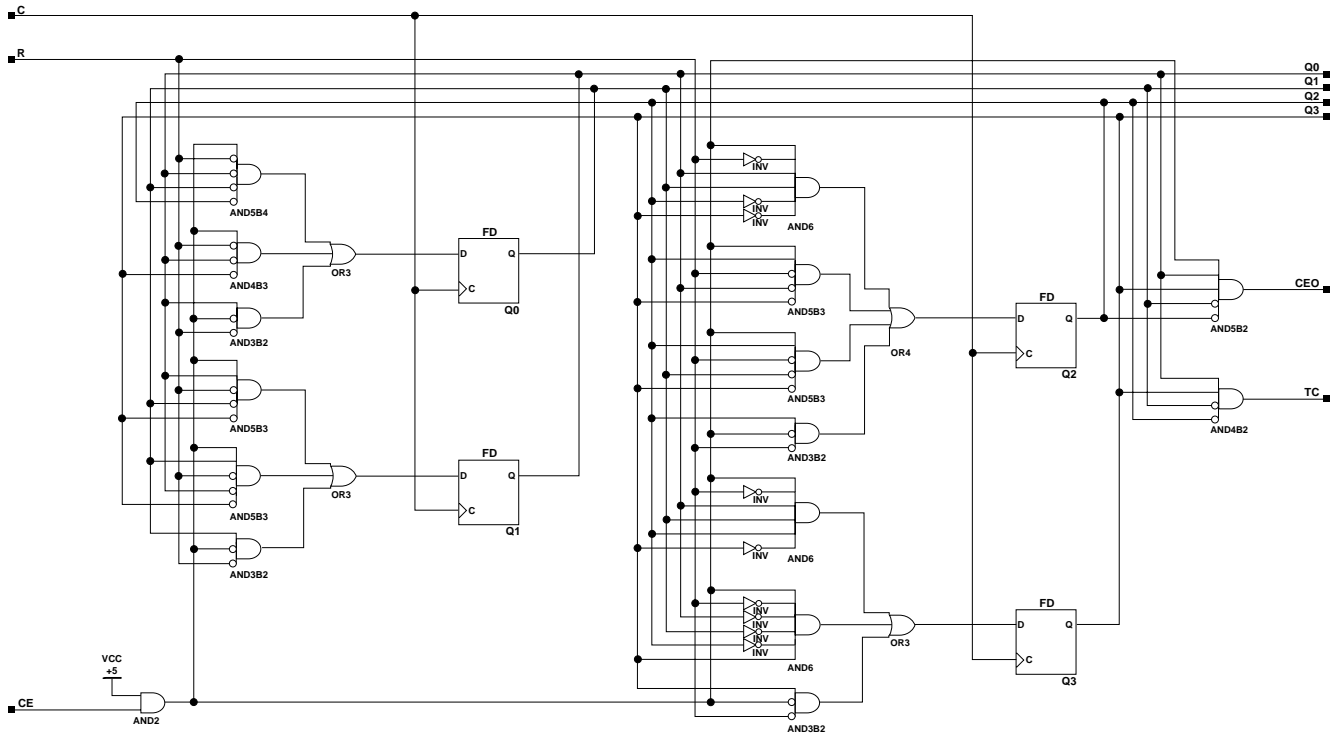 C
R
Q0
Q1
Q2
Q3
INV
INV
INV
AND6
AND5B4
FD
D
Q
C
Q0
OR3
AND4B3
AND3B2
AND5B3
AND5B3
OR4
FD
D
Q
C
Q2
CEO
AND5B2
TC
AND4B2
AND5B3
AND3B2
FD
D
Q
C
Q1
OR3
AND5B3
AND3B2
INV
INV
AND6
INV
INV
INV
INV
AND6
OR3
FD
D
Q
C
Q3
AND3B2
VCC
+5
CE
AND2